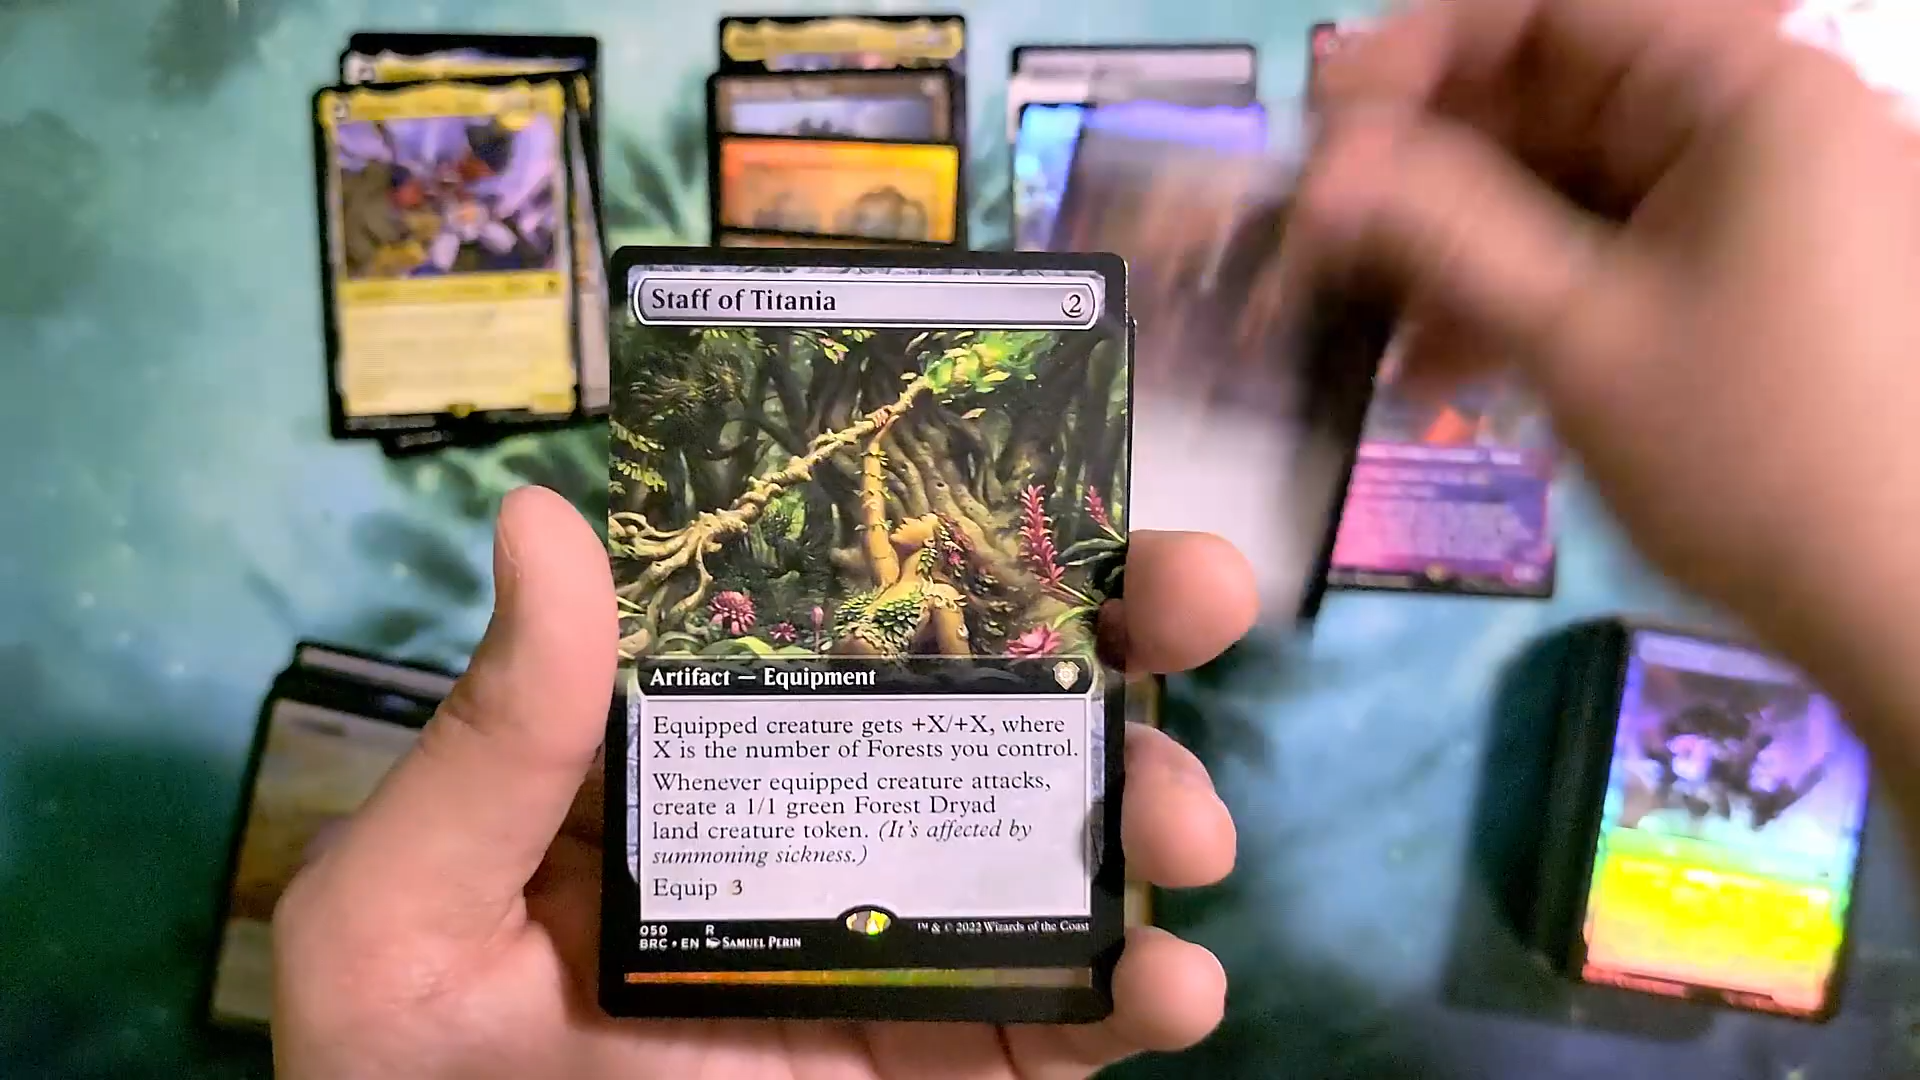 Staff of Titania 2
Artifact — Equipment
Equipped creature gets +X/+X, where
X is the number of Forests you control.
Whenever equipped creature attacks,
create a 1/1 green Forest Dryad
land creature token. (It's affected by
summoning sickness.)
Equip 3
050 R
BRC • EN Samuel Perin
™ & © 2022 Wizards of the Coast